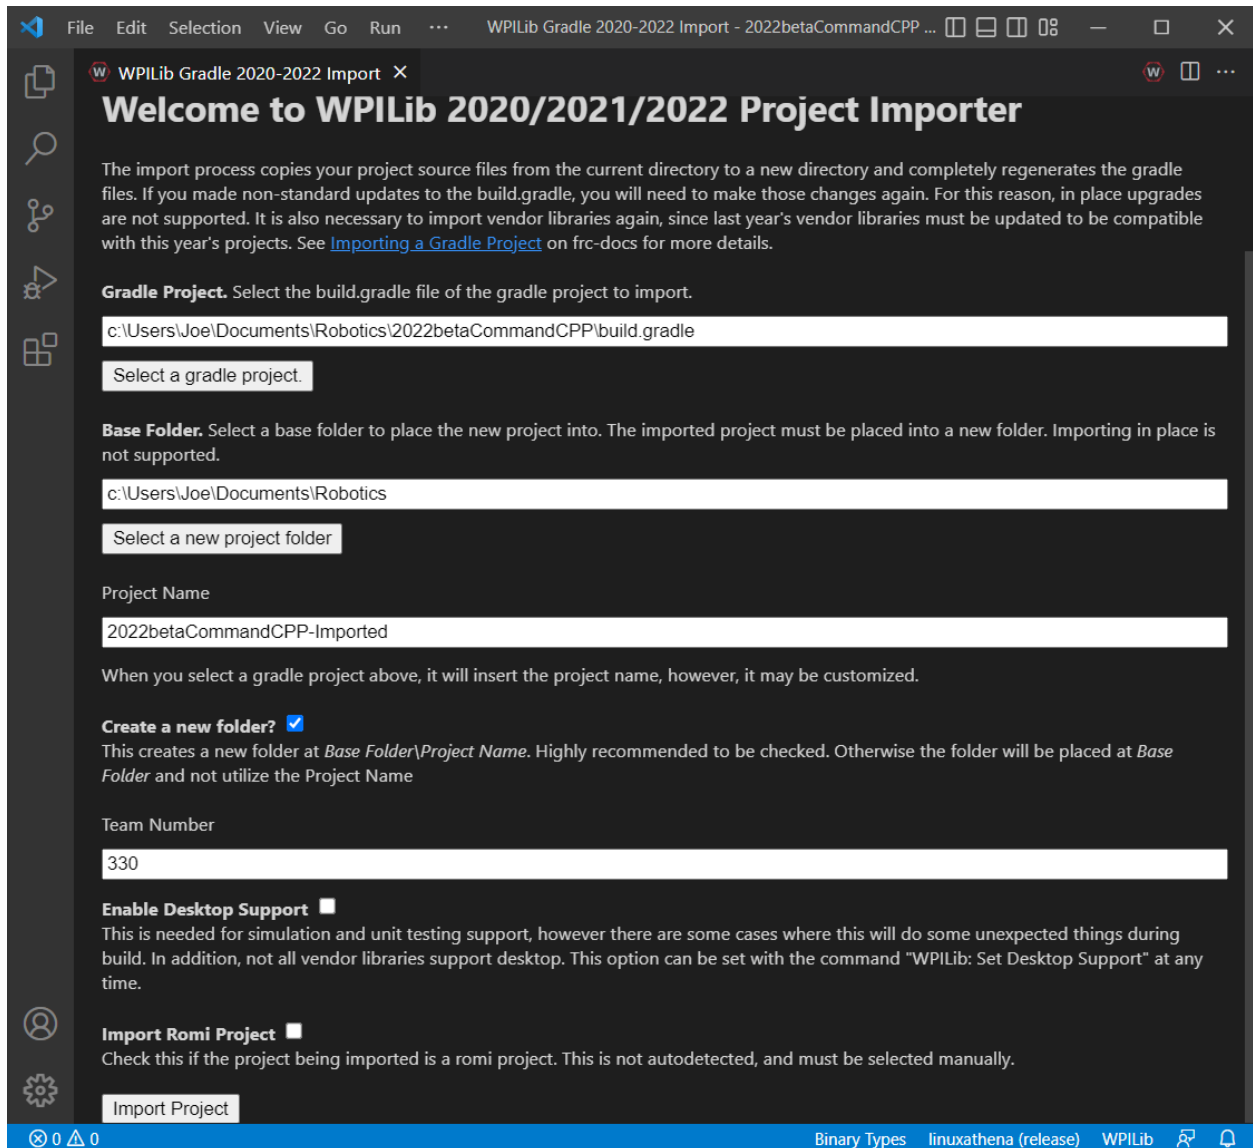 File Edit Selection View Go Run ··· WPILib Gradle 2020-2022 Import - 2022betaCommandCPP ...
WPILib Gradle 2020-2022 Import
Welcome to WPILib 2020/2021/2022 Project Importer
The import process copies your project source files from the current directory to a new directory and completely regenerates the gradle
files. If you made non-standard updates to the build.gradle, you will need to make those changes again. For this reason, in place upgrades
are not supported. It is also necessary to import vendor libraries again, since last year's vendor libraries must be updated to be compatible
with this year's projects. See Importing a Gradle Project on frc-docs for more details.
Gradle Project. Select the build.gradle file of the gradle project to import.
c:\Users\Joe\Documents\Robotics\2022betaCommandCPP\build.gradle
Select a gradle project.
Base Folder. Select a base folder to place the new project into. The imported project must be placed into a new folder. Importing in place is
not supported.
c:\Users\Joe\Documents\Robotics
Select a new project folder
Project Name
2022betaCommandCPP-Imported
When you select a gradle project above, it will insert the project name, however, it may be customized.
Create a new folder?
This creates a new folder at Base Folder\Project Name. Highly recommended to be checked. Otherwise the folder will be placed at Base
Folder and not utilize the Project Name
Team Number
330
Enable Desktop Support
This is needed for simulation and unit testing support, however there are some cases where this will do some unexpected things during
build. In addition, not all vendor libraries support desktop. This option can be set with the command "WPILib: Set Desktop Support" at any
time.
Import Romi Project
Check this if the project being imported is a romi project. This is not autodetected, and must be selected manually.
Import Project
0 0 Binary Types linuxathena (release) WPILib